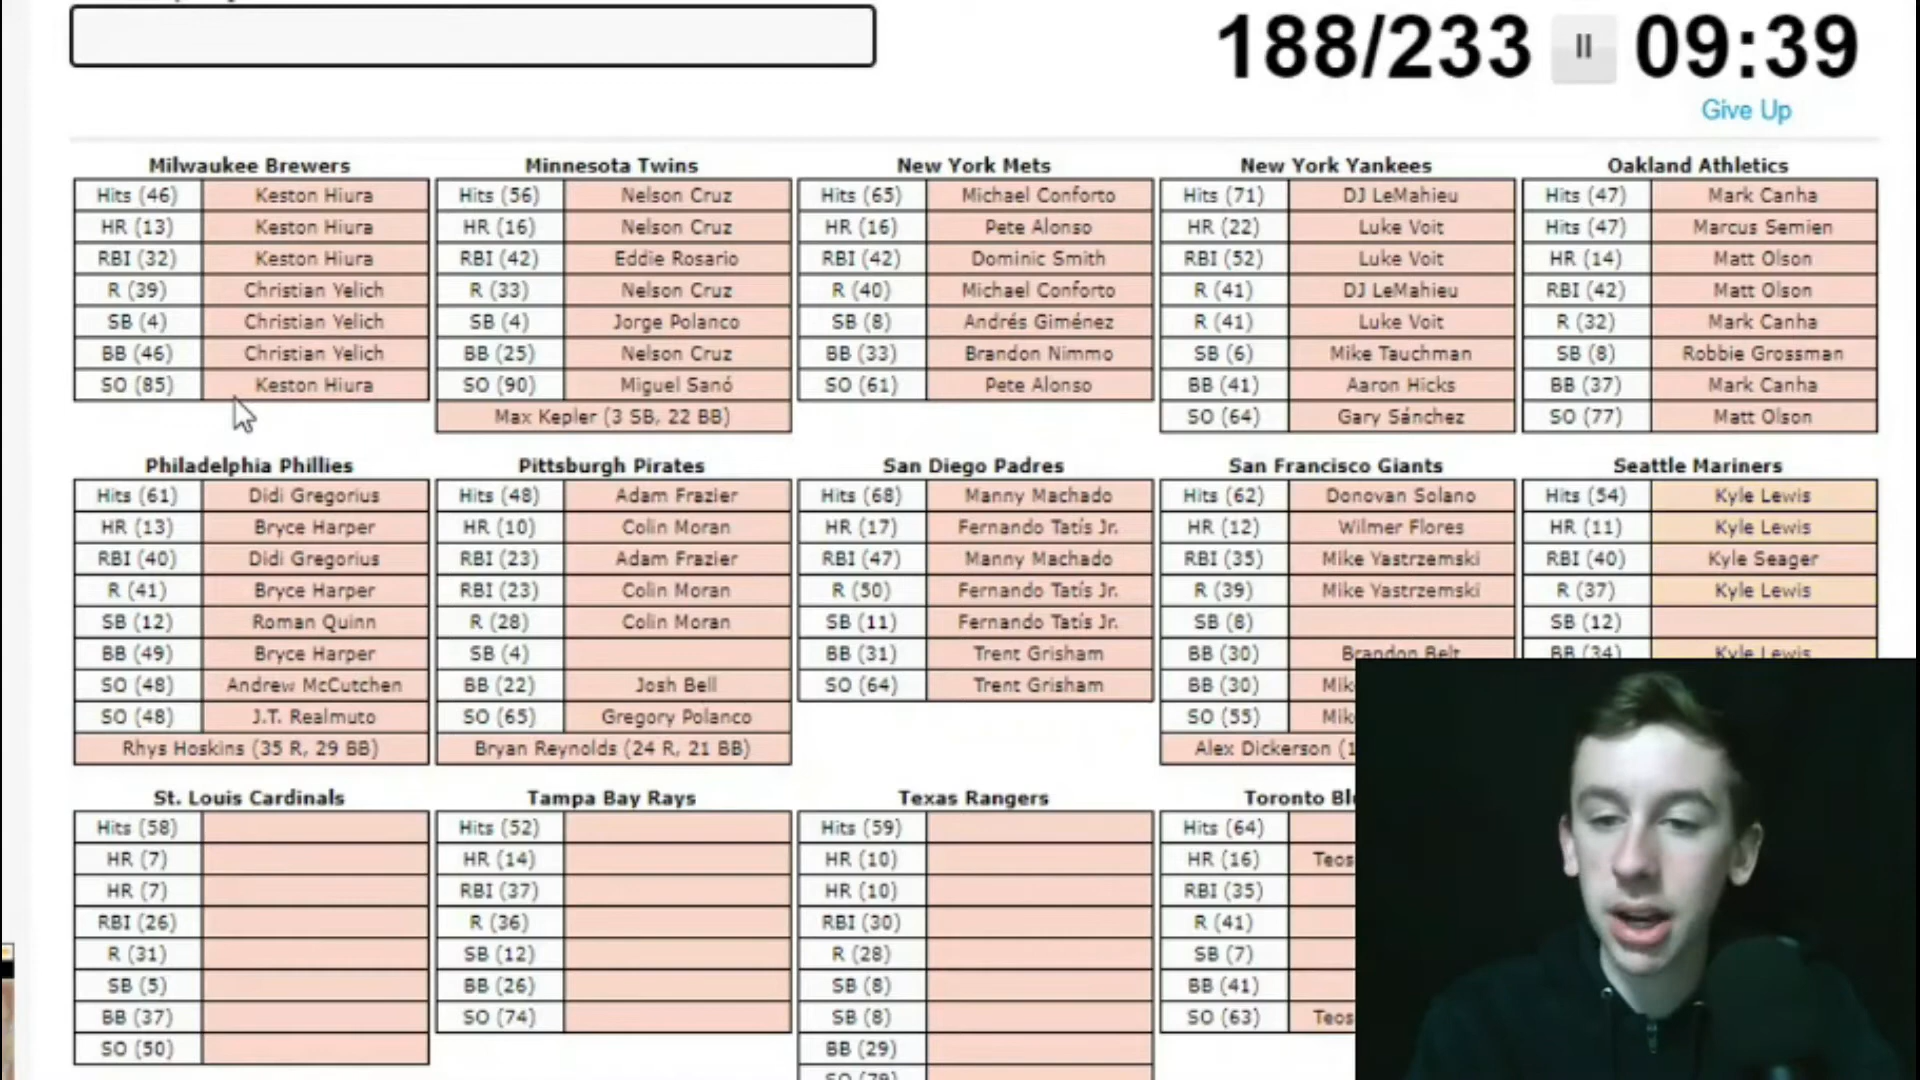 188/233 09:39
Give Up
Milwaukee Brewers
Hits (46) Keston Hiura
HR (13) Keston Hiura
RBI (32) Keston Hiura
R (39) Christian Yelich
SB (4) Christian Yelich
BB (46) Christian Yelich
SO (85) Keston Hiura
Minnesota Twins
Hits (56) Nelson Cruz
HR (16) Nelson Cruz
RBI (42) Eddie Rosario
R (33) Nelson Cruz
SB (4) Jorge Polanco
BB (25) Nelson Cruz
SO (90) Miguel Sanó
Max Kepler (3 SB, 22 BB)
New York Mets
Hits (65) Michael Conforto
HR (16) Pete Alonso
RBI (42) Dominic Smith
R (40) Michael Conforto
SB (8) Andrés Giménez
BB (33) Brandon Nimmo
SO (61) Pete Alonso
New York Yankees
Hits (71) DJ LeMahieu
HR (22) Luke Voit
RBI (52) Luke Voit
R (41) DJ LeMahieu
R (41) Luke Voit
SB (6) Mike Tauchman
BB (41) Aaron Hicks
SO (64) Gary Sánchez
Oakland Athletics
Hits (47) Mark Canha
Hits (47) Marcus Semien
HR (14) Matt Olson
RBI (42) Matt Olson
R (32) Mark Canha
SB (8) Robbie Grossman
BB (37) Mark Canha
SO (77) Matt Olson
Philadelphia Phillies
Hits (61) Didi Gregorius
HR (13) Bryce Harper
RBI (40) Didi Gregorius
R (41) Bryce Harper
SB (12) Roman Quinn
BB (49) Bryce Harper
SO (48) Andrew McCutchen
SO (48) J.T. Realmuto
Rhys Hoskins (35 R, 29 BB)
Pittsburgh Pirates
Hits (48) Adam Frazier
HR (10) Colin Moran
RBI (23) Adam Frazier
RBI (23) Colin Moran
R (28) Colin Moran
SB (4)
BB (22) Josh Bell
SO (65) Gregory Polanco
Bryan Reynolds (24 R, 21 BB)
San Diego Padres
Hits (68) Manny Machado
HR (17) Fernando Tatís Jr.
RBI (47) Manny Machado
R (50) Fernando Tatís Jr.
SB (11) Fernando Tatís Jr.
BB (31) Trent Grisham
SO (64) Trent Grisham
San Francisco Giants
Hits (62) Donovan Solano
HR (12) Wilmer Flores
RBI (35) Mike Yastrzemski
R (39) Mike Yastrzemski
SB (8)
BB (30) Brandon Belt
BB (30) Mik
SO (55) Mik
Alex Dickerson (1
Seattle Mariners
Hits (54) Kyle Lewis
HR (11) Kyle Lewis
RBI (40) Kyle Seager
R (37) Kyle Lewis
SB (12)
BB (34) Kyle Lewis
St. Louis Cardinals
Hits (58)
HR (7)
HR (7)
RBI (26)
R (31)
SB (5)
BB (37)
SO (50)
Tampa Bay Rays
Hits (52)
HR (14)
RBI (37)
R (36)
SB (12)
BB (26)
SO (74)
Texas Rangers
Hits (59)
HR (10)
HR (10)
RBI (30)
R (28)
SB (8)
SB (8)
BB (29)
Toronto Bl
Hits (64)
HR (16) Teos
RBI (35)
R (41)
SB (7)
BB (41)
SO (63) Teos